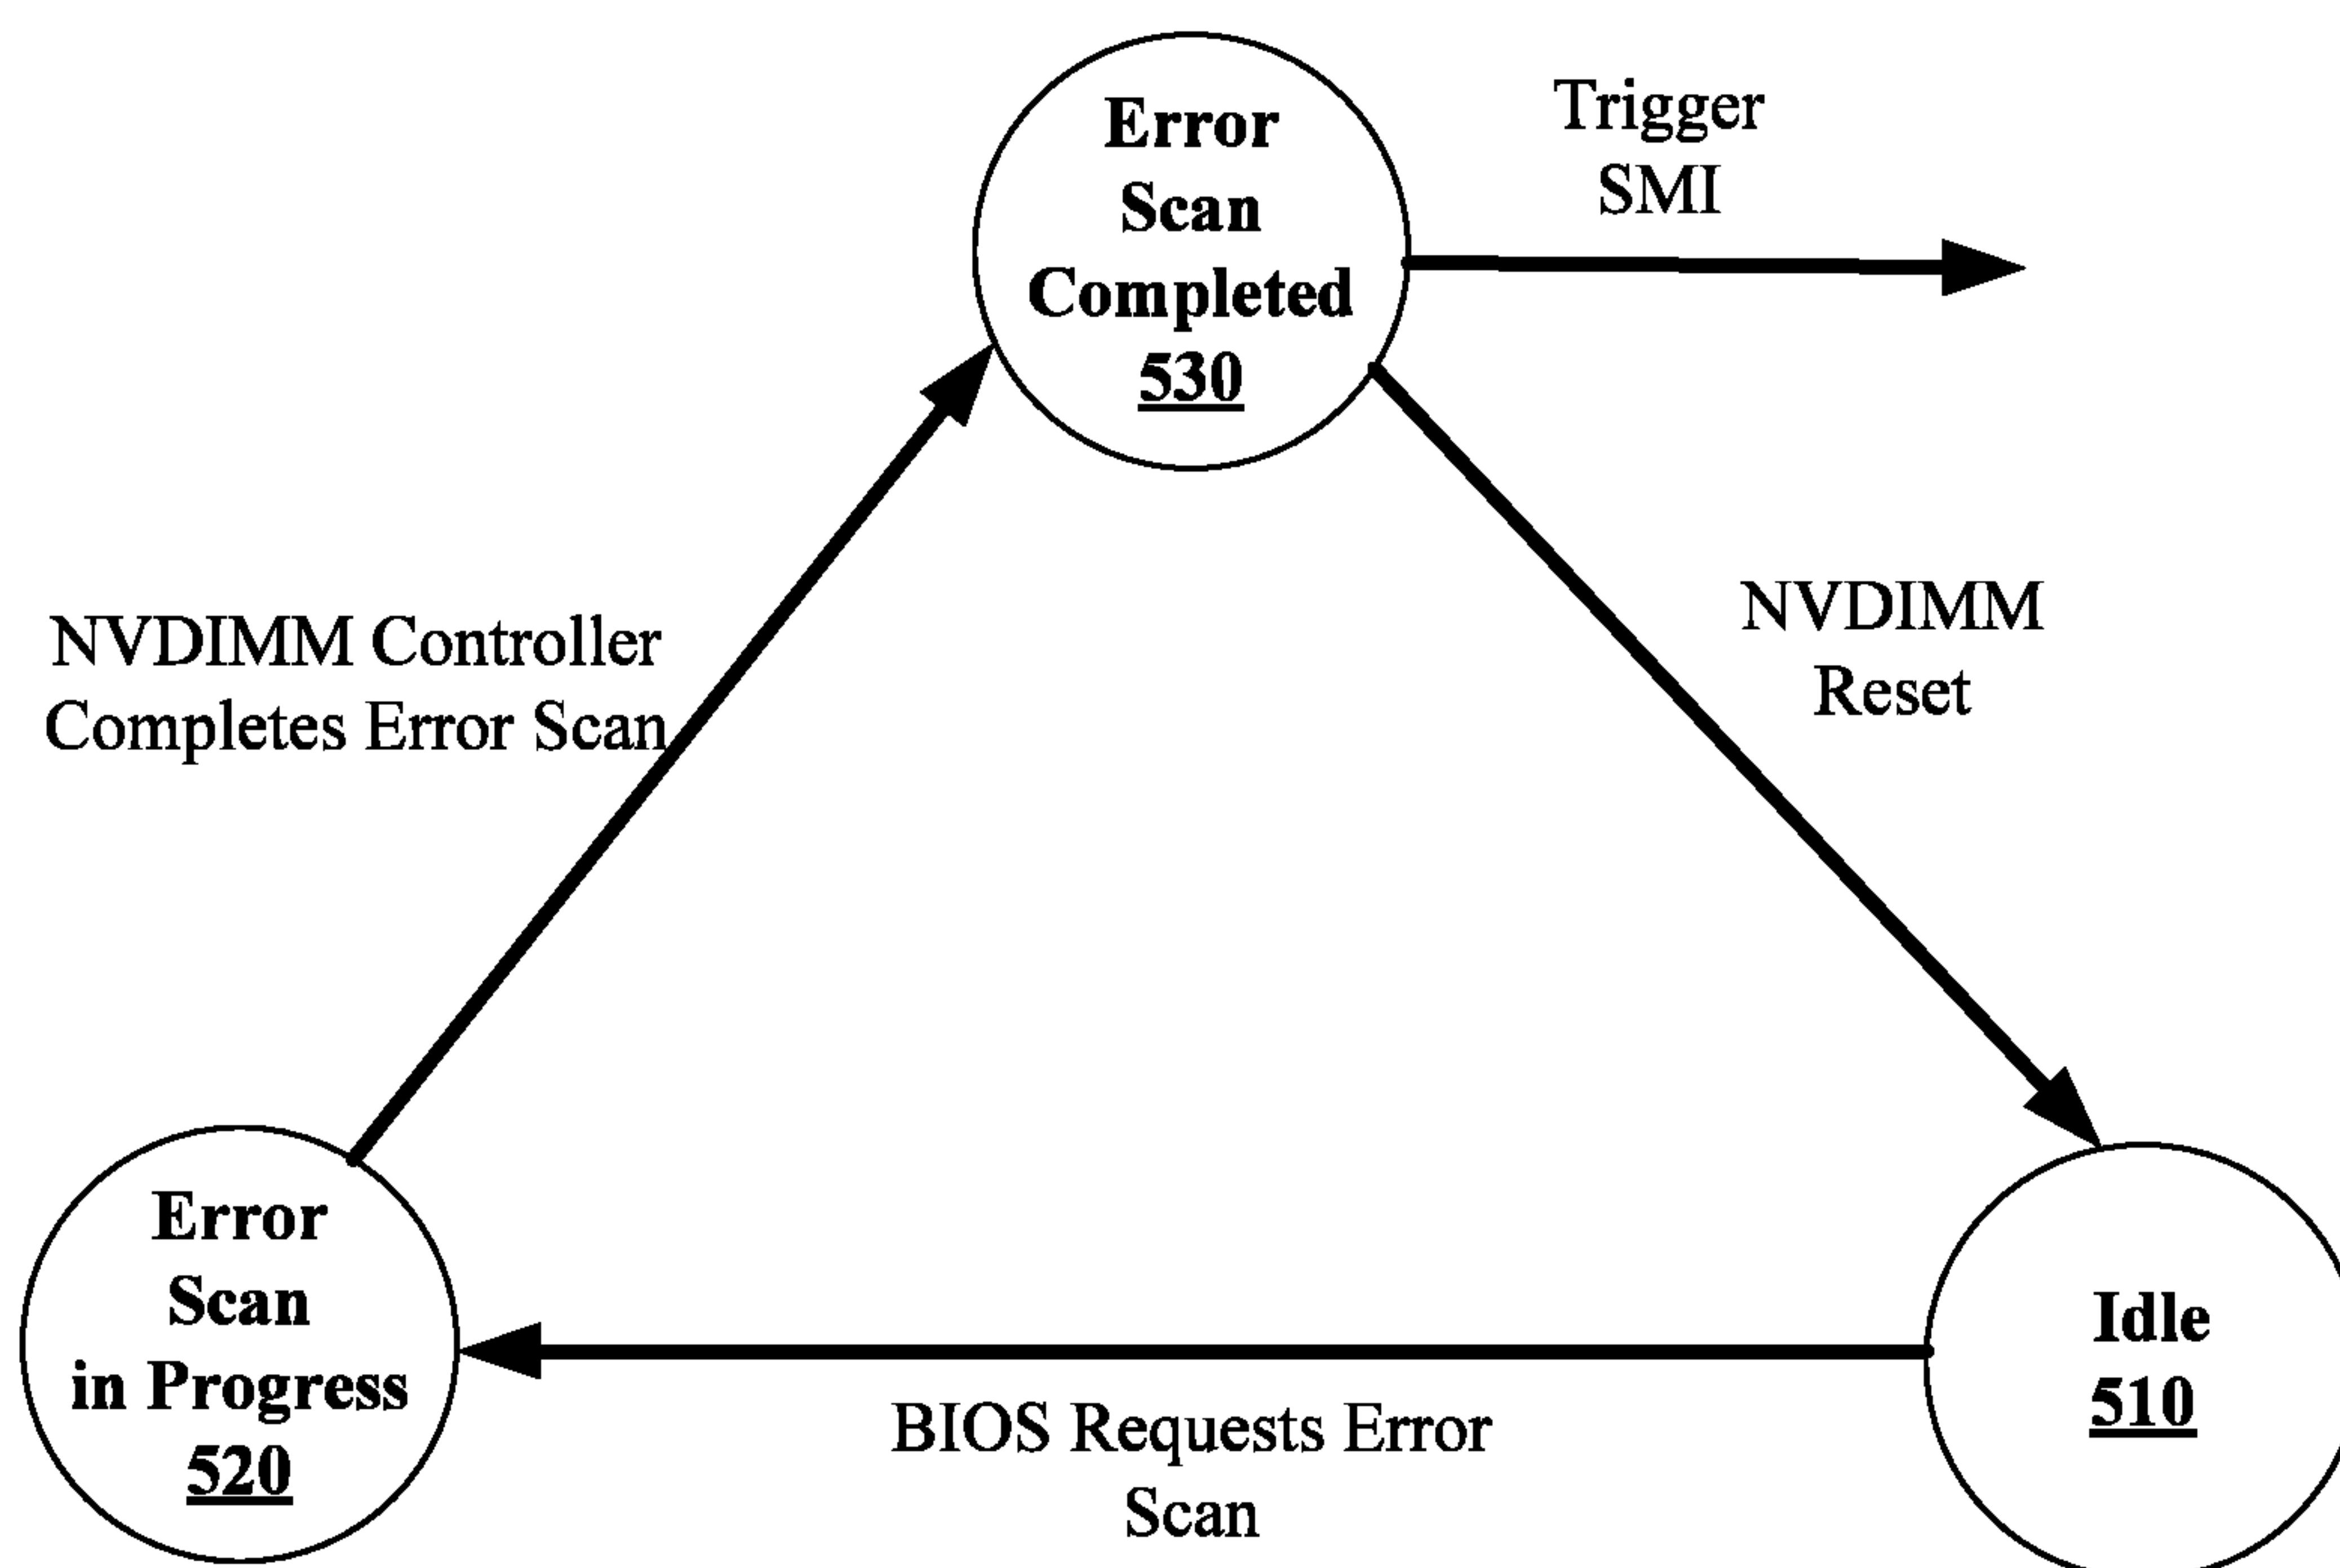 Error
Scan
Completed
530
Trigger
SMI
NVDIMM Controller
Completes Error Scan
NVDIMM
Reset
Error
Scan
in Progress
520
BIOS Requests Error
Scan
Idle
510